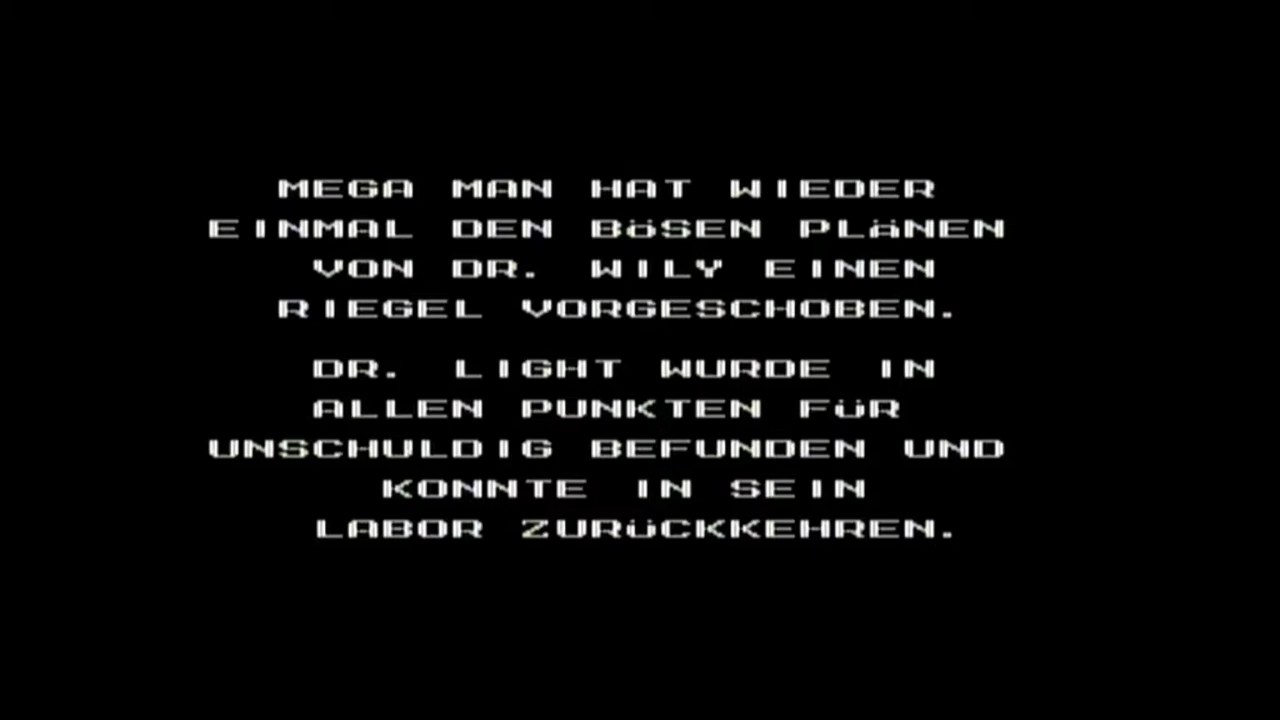 MEGA MAN HAT WIEDER
EINMAL DEN BöSEN PLäNEN
VON DR. WILY EINEN
RIEGEL VORGESCHOBEN.
DR. LIGHT WURDE IN
ALLEN PUNKTEN FüR
UNSCHULDIG BEFUNDEN UND
KONNTE IN SEIN
LABOR ZURüCKKEHREN.